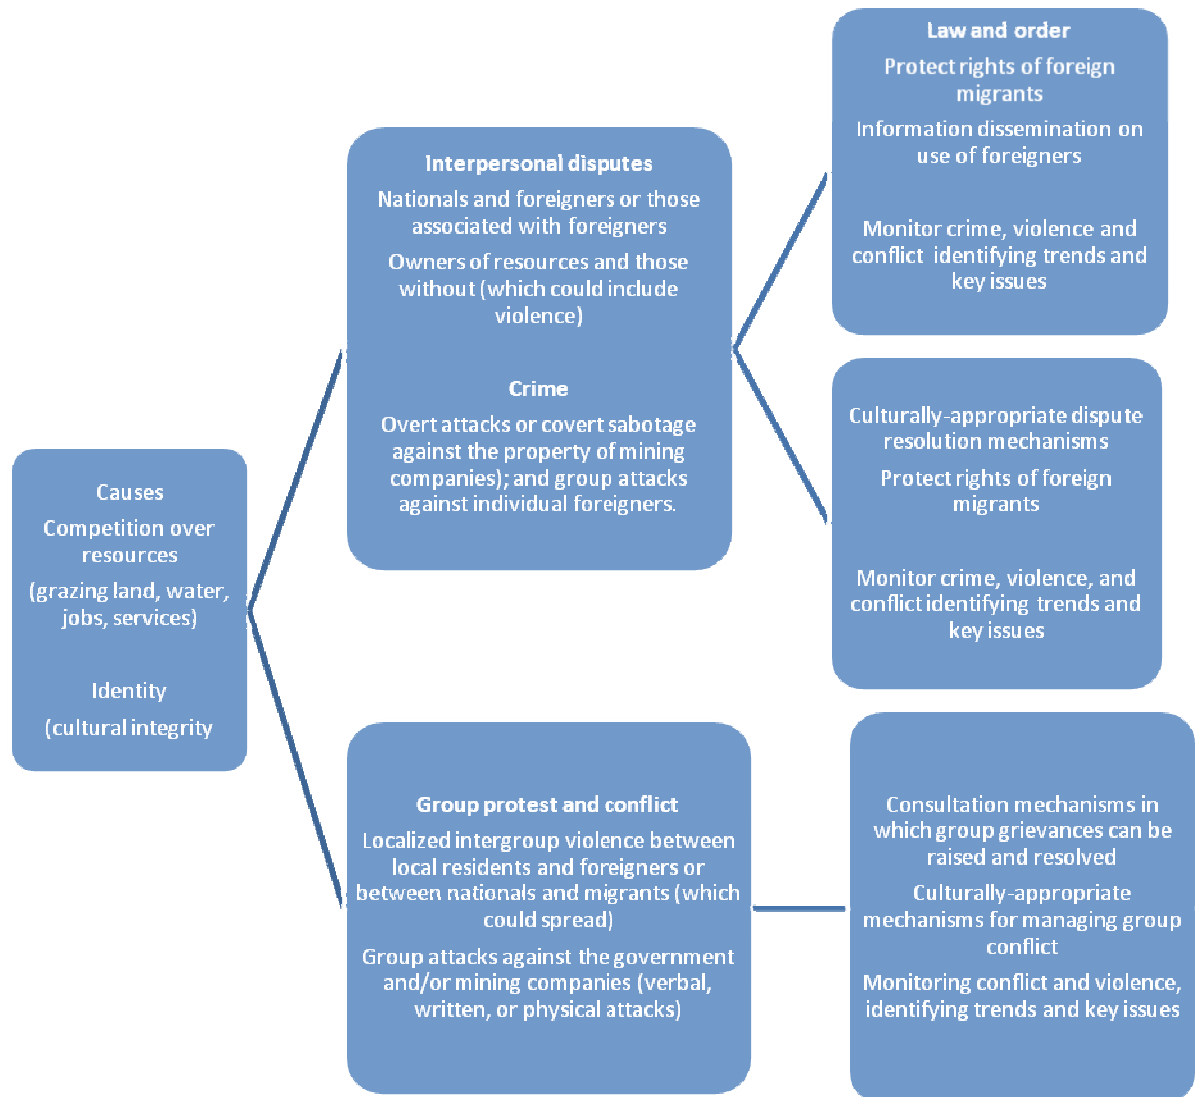 Causes
Competition over
resources
(grazing land, water,
jobs, services)
Identity
(cultural integrity
Interpersonal disputes
Nationals and foreigners or those
associated with foreigners
Owners of resources and those
without (which could include
violence)
Crime
Overt attacks or covert sabotage
against the property of mining
companies); and group attacks
against individual foreigners.
Group protest and conflict
Localized intergroup violence between
local residents and foreigners or
between nationals and migrants (which
could spread)
Group attacks against the government
and/or mining companies (verbal,
written, or physical attacks)
Law and order
Protect rights of foreign
migrants
Information dissemination on
use of foreigners
Monitor crime, violence and
conflict identifying trends and
key issues
Culturally-appropriate dispute
resolution mechanisms
Protect rights of foreign
migrants
Monitor crime, violence, and
conflict identifying trends and
key issues
Consultation mechanisms in
which group grievances can be
raised and resolved
Culturally-appropriate
mechanisms for managing group
conflict
Monitoring conflict and violence,
identifying trends and key issues